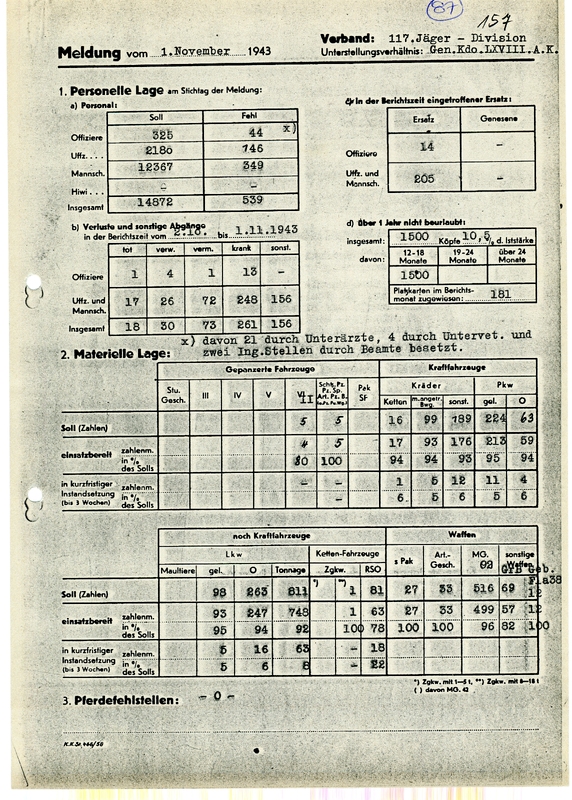 87
157
Verband: 117.Jäger - Division
Meldung vom 1.November 1943 Unterstellungsverhältnis: Gen.Kdo.LXVIII.A.K.
1. Personelle Lage am Stichtag der Meldung:
a) Personal:
Soll Fehl
Offiziere 325 44 x)
Uffz.... 2180 146
Mannsch. 12367 349
Hiwi... - -
Insgesamt 14872 539
in der Berichtszeit eingetroffener Ersatz:
Ersatz Genesene
Offiziere 14 -
Uffz. und Mannsch. 205 -
b) Verluste und sonstige Abgänge
in der Berichtszeit vom 2.10. bis 1.11.1943
tot verw. verm. krank sonst.
Offiziere 1 4 1 13 -
Uffz. und Mannsch. 17 26 72 248 156
Insgesamt 18 30 73 261 156
d) Über 1 Jahr nicht beurlaubt:
insgesamt: 1500 Köpfe 10,5 % d. Iststärke
davon: 12-18 Monate 19-24 Monate über 24 Monate
1500
Platzkarten im Berichtsmonat zugewiesen: 181
x) davon 21 durch Unterärzte, 4 durch Untervet. und
zwei Ing.Stellen durch Beamte besetzt.
2. Materielle Lage:
Gepanzerte Fahrzeuge Kraftfahrzeuge
Stu. Gesch. III IV V VI II Schtz. Pz. Pz. Sp. Art. Pz. B. Pak SF Kräder Pkw
Ketten m.angetr. Bwg. sonst. gel. O
Soll (Zahlen) 5 5 16 99 189 224 63
einsatzbereit zahlenm. 4 5 17 93 176 213 59
in % des Solls 80 100 94 94 93 95 94
in kurzfristiger Instandsetzung (bis 3 Wochen) zahlenm. - - 1 5 12 11 4
in % des Solls - 6 5 6 5 6
noch Kraftfahrzeuge Waffen
Lkw Ketten-Fahrzeuge s Pak Art.-Gesch. MG. sonstige Waffen
Maultiere gel. O Tonnage Zgkw. RSO Geb. Fla38
*) **)
Soll (Zahlen) 98 263 811 1 81 27 33 516 69 12
einsatzbereit zahlenm. 93 247 748 1 63 27 33 499 57 12
in % des Solls 95 94 92 100 78 100 100 96 82 100
in kurzfristiger Instandsetzung (bis 3 Wochen) zahlenm. 5 16 63 - 18
in % des Solls 5 6 8 - 22
*) Zgkw. mit 1-5 t, **) Zgkw. mit 8-18 t
( ) davon MG. 42
3. Pferdefehlstellen: - 0 -